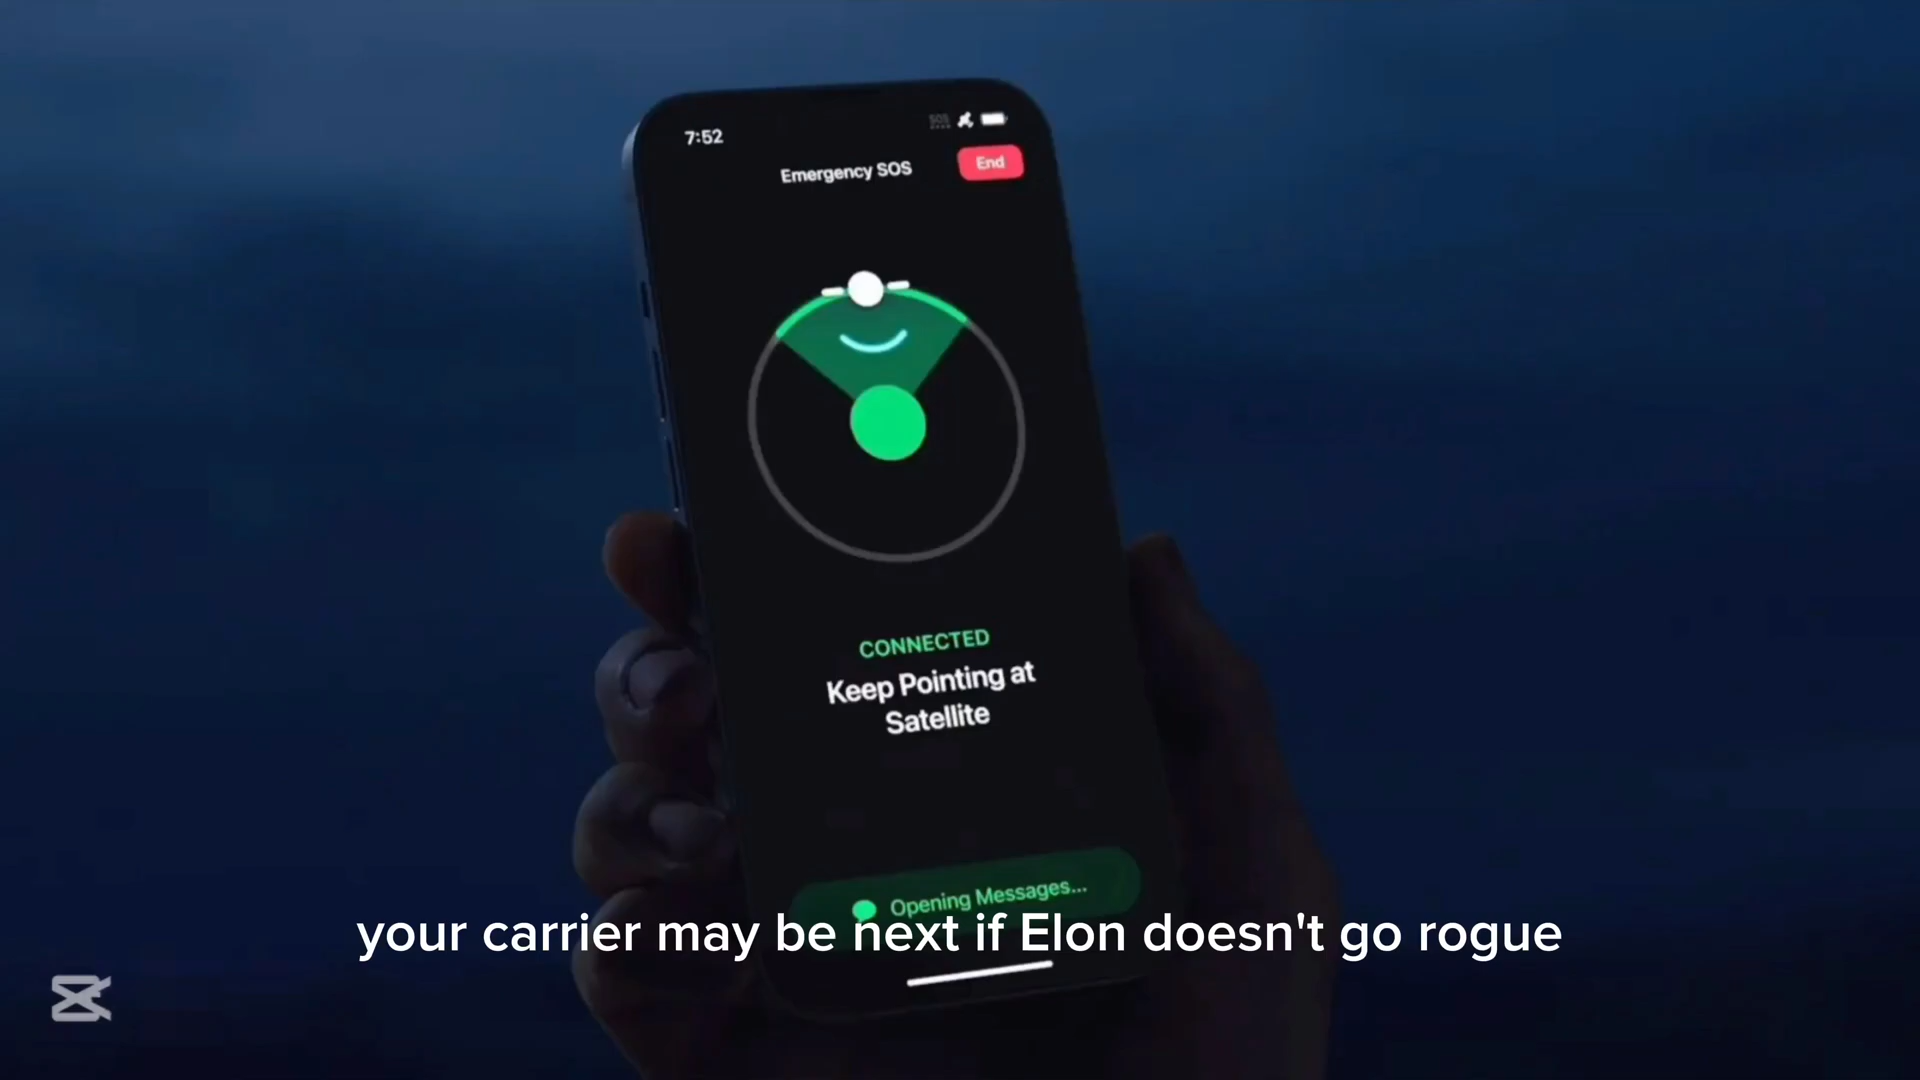 7:52
SOS
Emergency SOS
End
CONNECTED
Keep Pointing at
Satellite
Opening Messages...
your carrier may be next if Elon doesn't go rogue